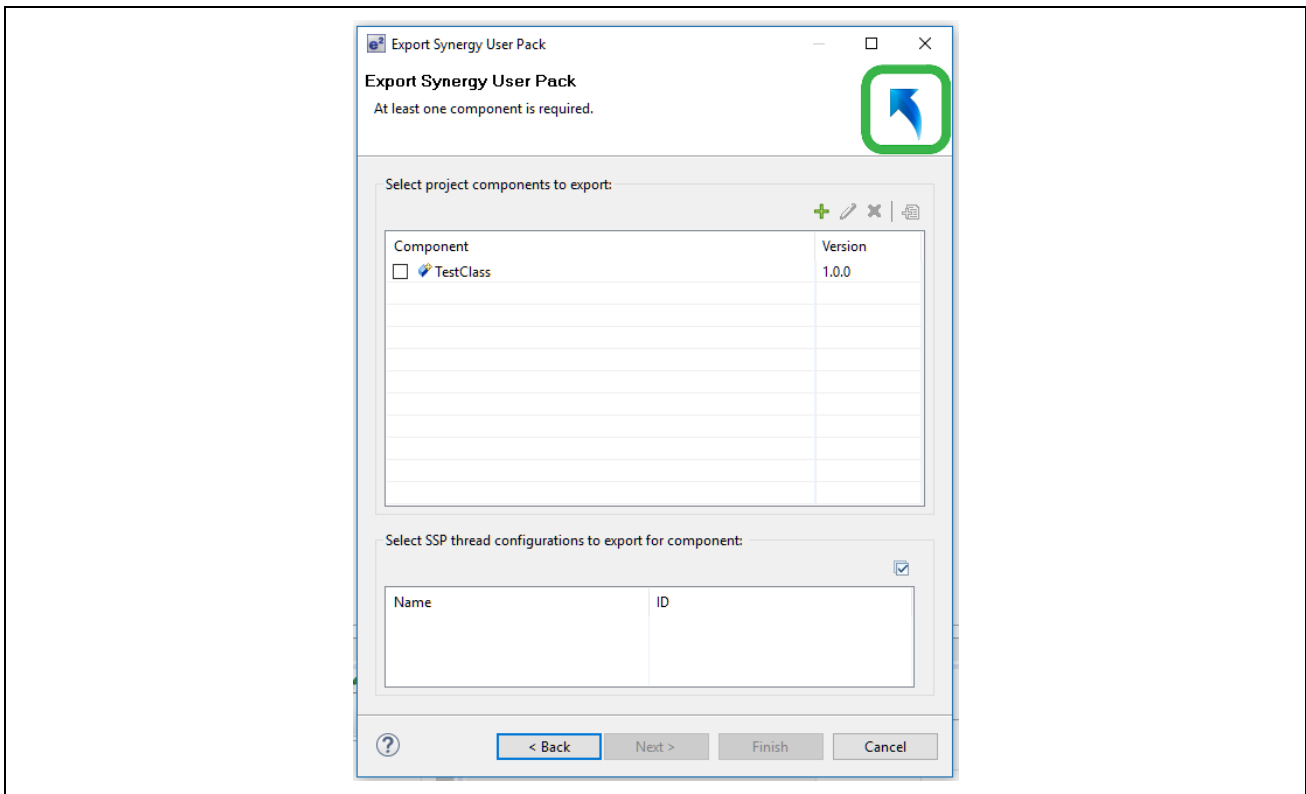 e² Export Synergy User Pack
Export Synergy User Pack
At least one component is required.
Select project components to export:
Component Version
TestClass 1.0.0
Select SSP thread configurations to export for component:
Name ID
? < Back Next > Finish Cancel